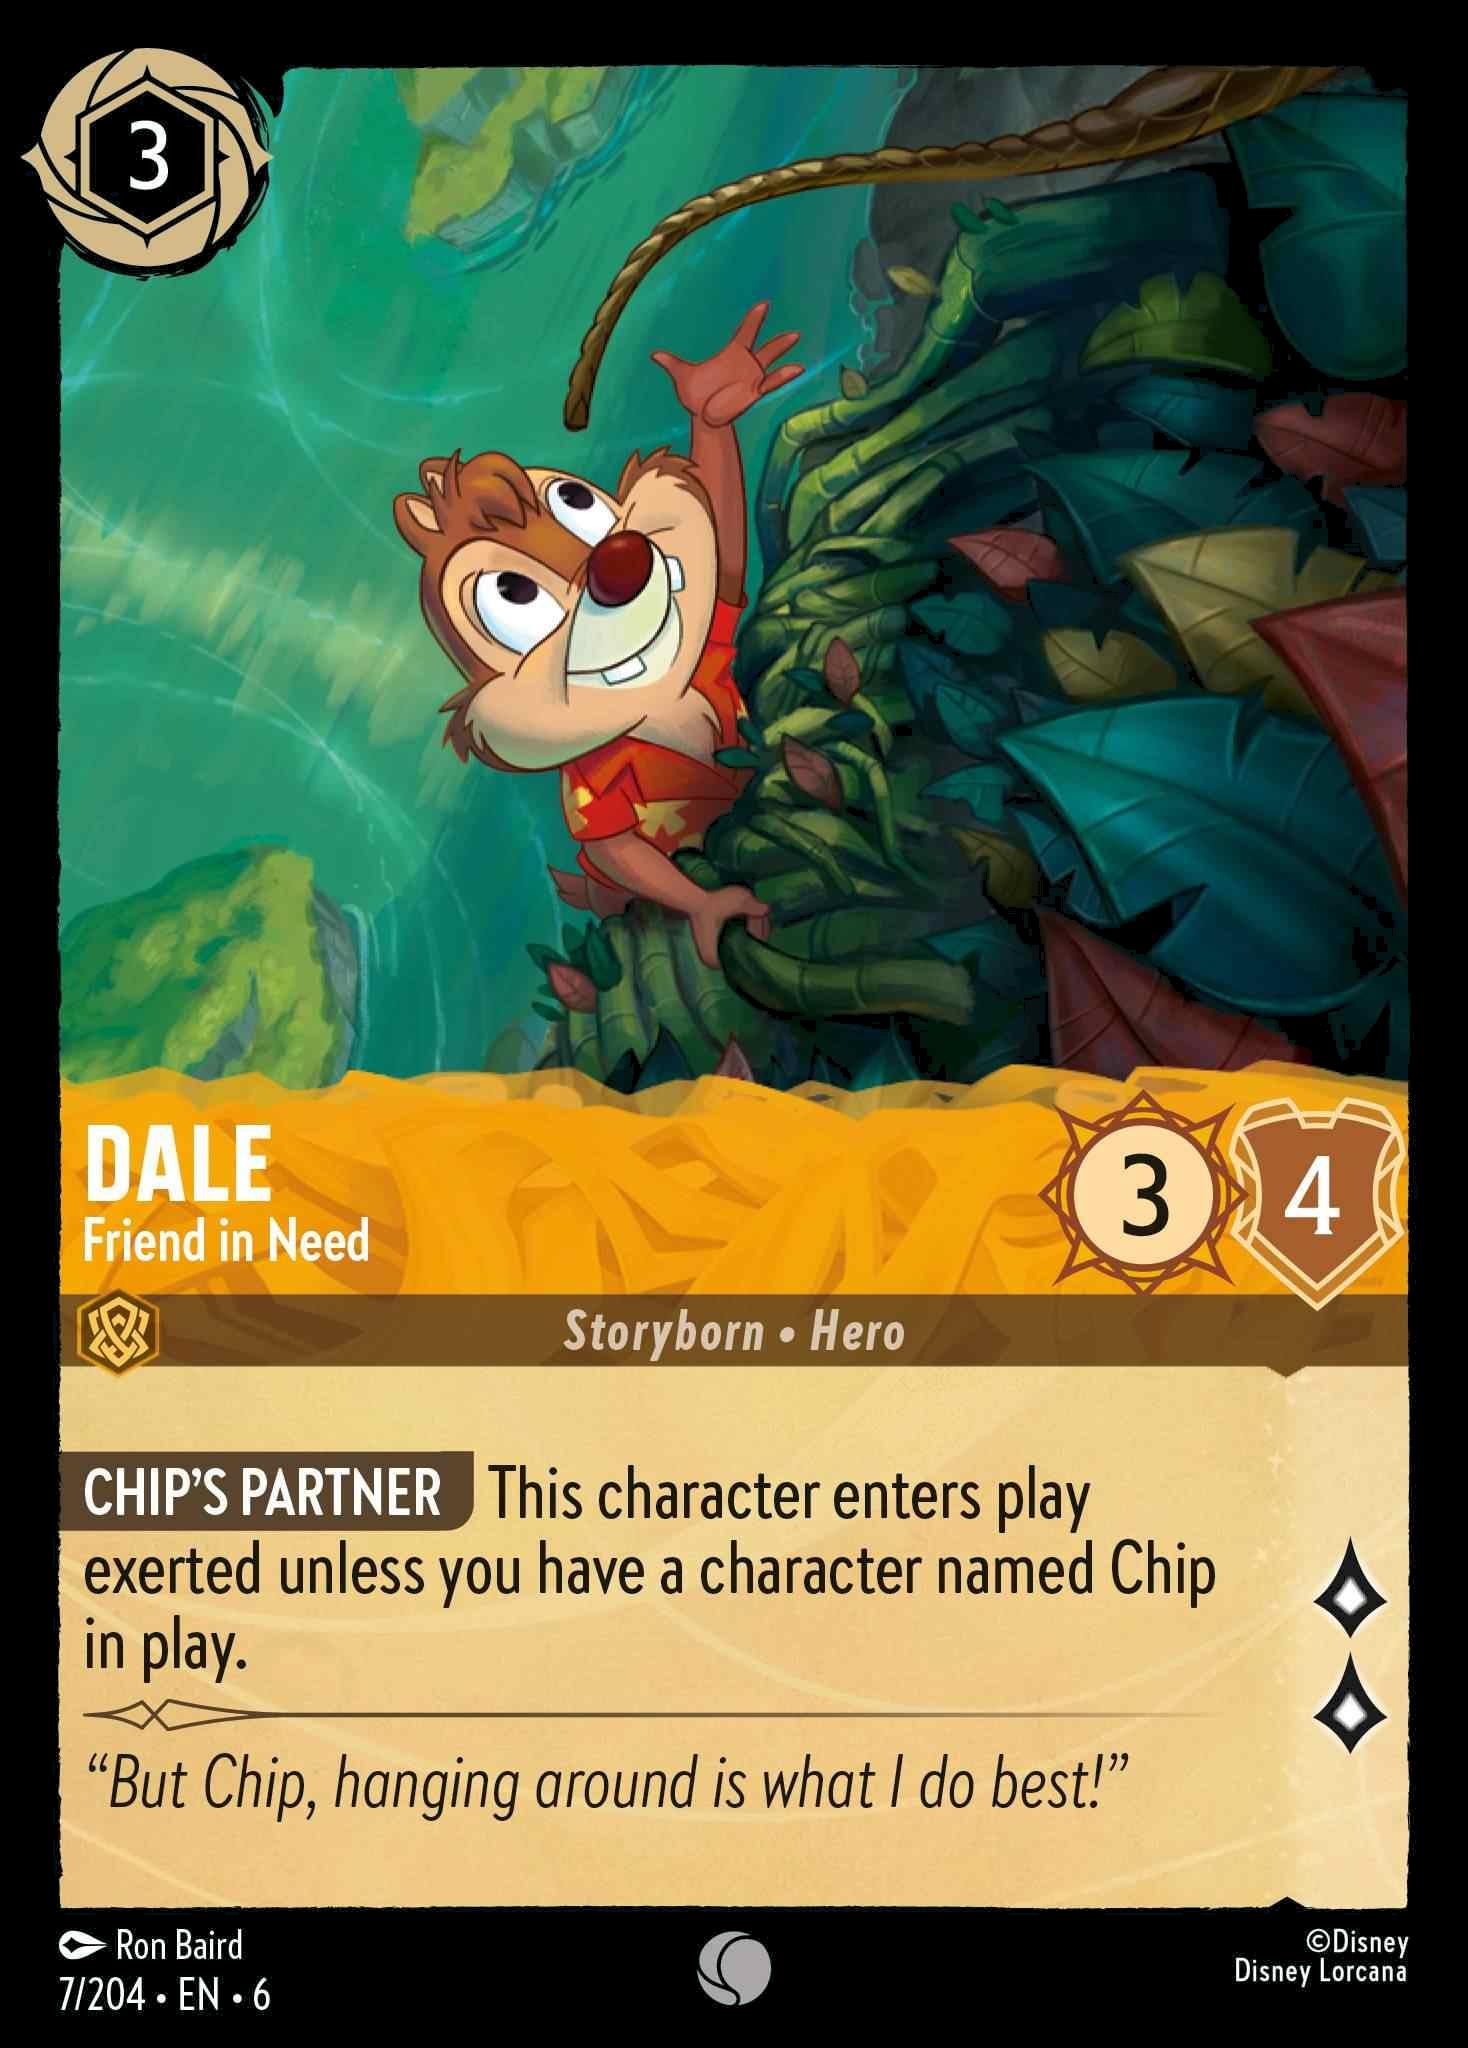 3
DALE
Friend in Need
3
4
Storyborn • Hero
CHIP’S PARTNER This character enters play
exerted unless you have a character named Chip
in play.
“But Chip, hanging around is what I do best!”
Ron Baird
7/204 • EN • 6
©Disney
Disney Lorcana